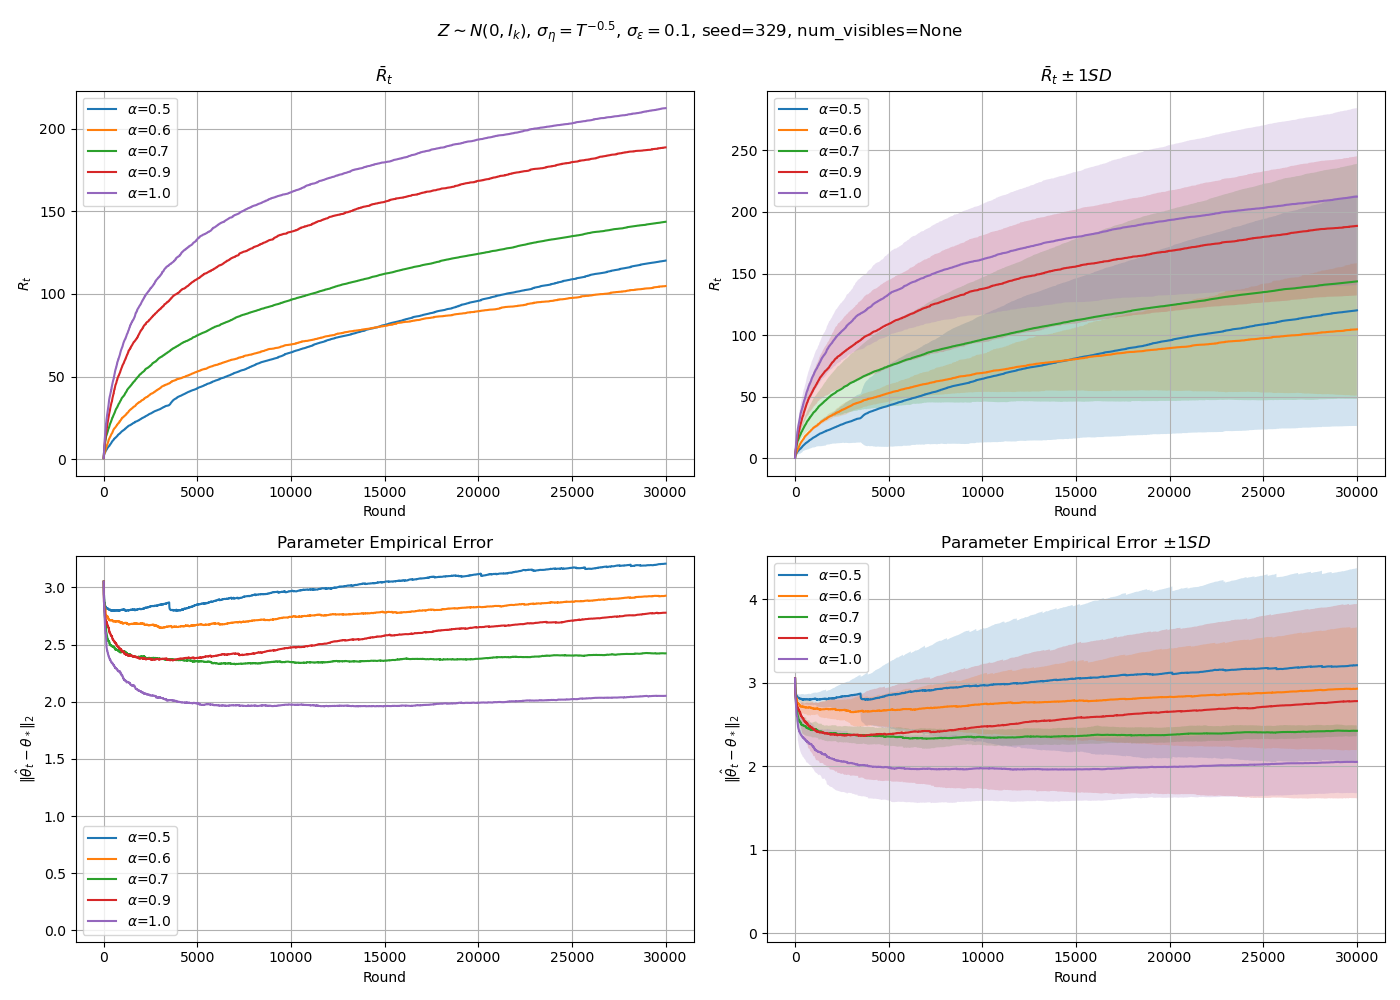 Z ~ N(0, I_k), σ_η = T^{−0.5}, σ_ε = 0.1, seed=329, num_visibles=None
R̄_t
R_t
200
150
100
50
0
α=0.5
α=0.6
α=0.7
α=0.9
α=1.0
0 5000 10000 15000 20000 25000 30000
Round
R̄_t ± 1SD
R_t
250
200
150
100
50
0
α=0.5
α=0.6
α=0.7
α=0.9
α=1.0
0 5000 10000 15000 20000 25000 30000
Round
Parameter Empirical Error
‖θ̂_t − θ_*‖_2
3.0
2.5
2.0
1.5
1.0
0.5
0.0
α=0.5
α=0.6
α=0.7
α=0.9
α=1.0
0 5000 10000 15000 20000 25000 30000
Round
Parameter Empirical Error ±1SD
‖θ̂_t − θ_*‖_2
4
3
2
1
0
α=0.5
α=0.6
α=0.7
α=0.9
α=1.0
0 5000 10000 15000 20000 25000 30000
Round